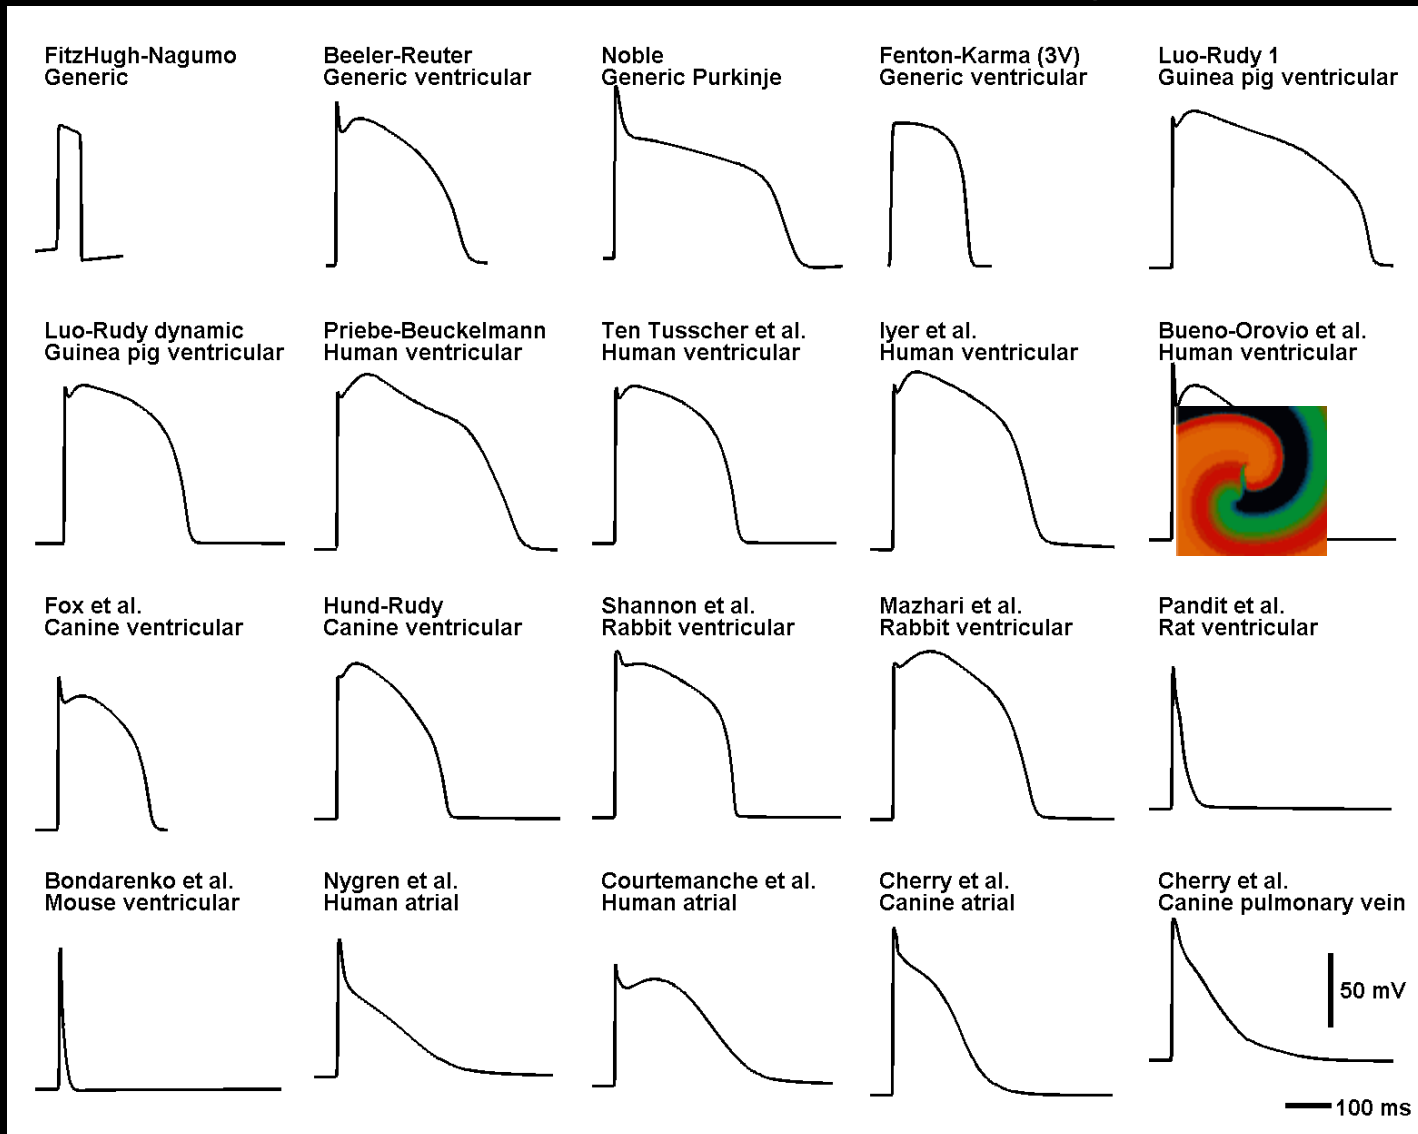 FitzHugh-Nagumo
Generic
Beeler-Reuter
Generic ventricular
Noble
Generic Purkinje
Fenton-Karma (3V)
Generic ventricular
Luo-Rudy 1
Guinea pig ventricular
Luo-Rudy dynamic
Guinea pig ventricular
Priebe-Beuckelmann
Human ventricular
Ten Tusscher et al.
Human ventricular
Iyer et al.
Human ventricular
Bueno-Orovio et al.
Human ventricular
Fox et al.
Canine ventricular
Hund-Rudy
Canine ventricular
Shannon et al.
Rabbit ventricular
Mazhari et al.
Rabbit ventricular
Pandit et al.
Rat ventricular
Bondarenko et al.
Mouse ventricular
Nygren et al.
Human atrial
Courtemanche et al.
Human atrial
Cherry et al.
Canine atrial
Cherry et al.
Canine pulmonary vein
50 mV
100 ms